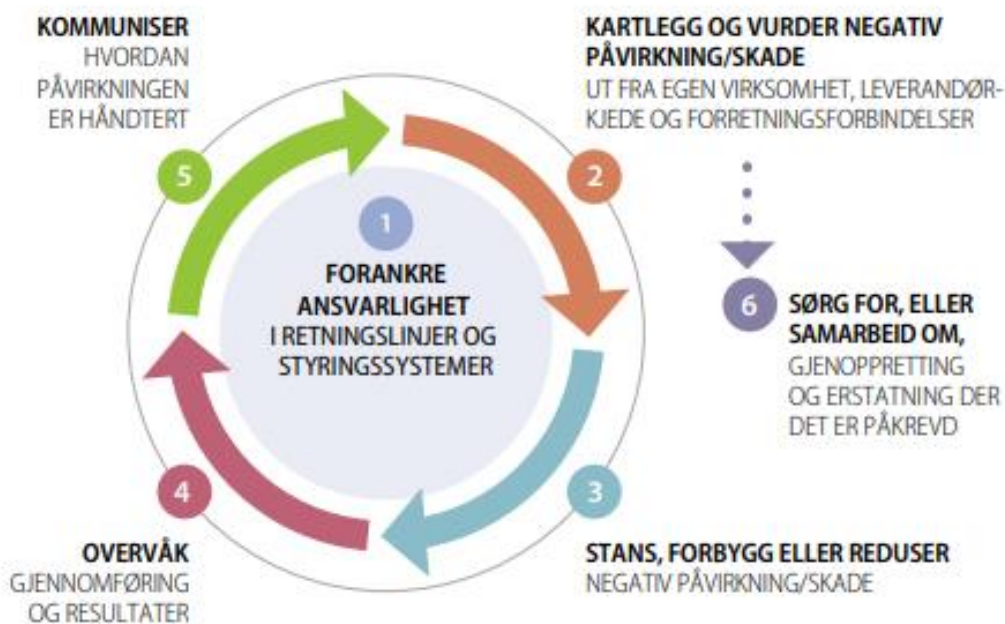 1
FORANKRE
ANSVARLIGHET
I RETNINGSLINJER OG
STYRINGSSYSTEMER
2
KARTLEGG OG VURDER NEGATIV
PÅVIRKNING/SKADE
UT FRA EGEN VIRKSOMHET, LEVERANDØR-
KJEDE OG FORRETNINGSFORBINDELSER
3
STANS, FORBYGG ELLER REDUSER
NEGATIV PÅVIRKNING/SKADE
4
OVERVÅK
GJENNOMFØRING
OG RESULTATER
5
KOMMUNISER
HVORDAN
PÅVIRKNINGEN
ER HÅNDTERT
6
SØRG FOR, ELLER
SAMARBEID OM,
GJENOPPRETTING
OG ERSTATNING DER
DET ER PÅKREVD